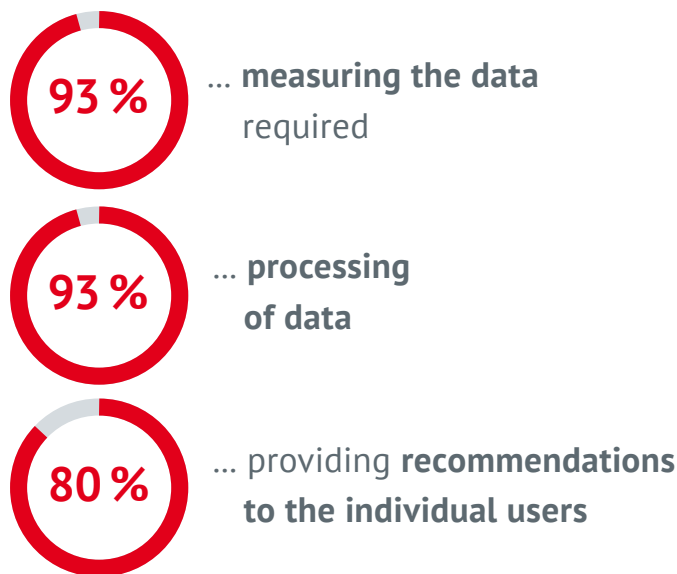 93 %
... measuring the data
required
93 %
... processing
of data
80 %
... providing recommendations
to the individual users